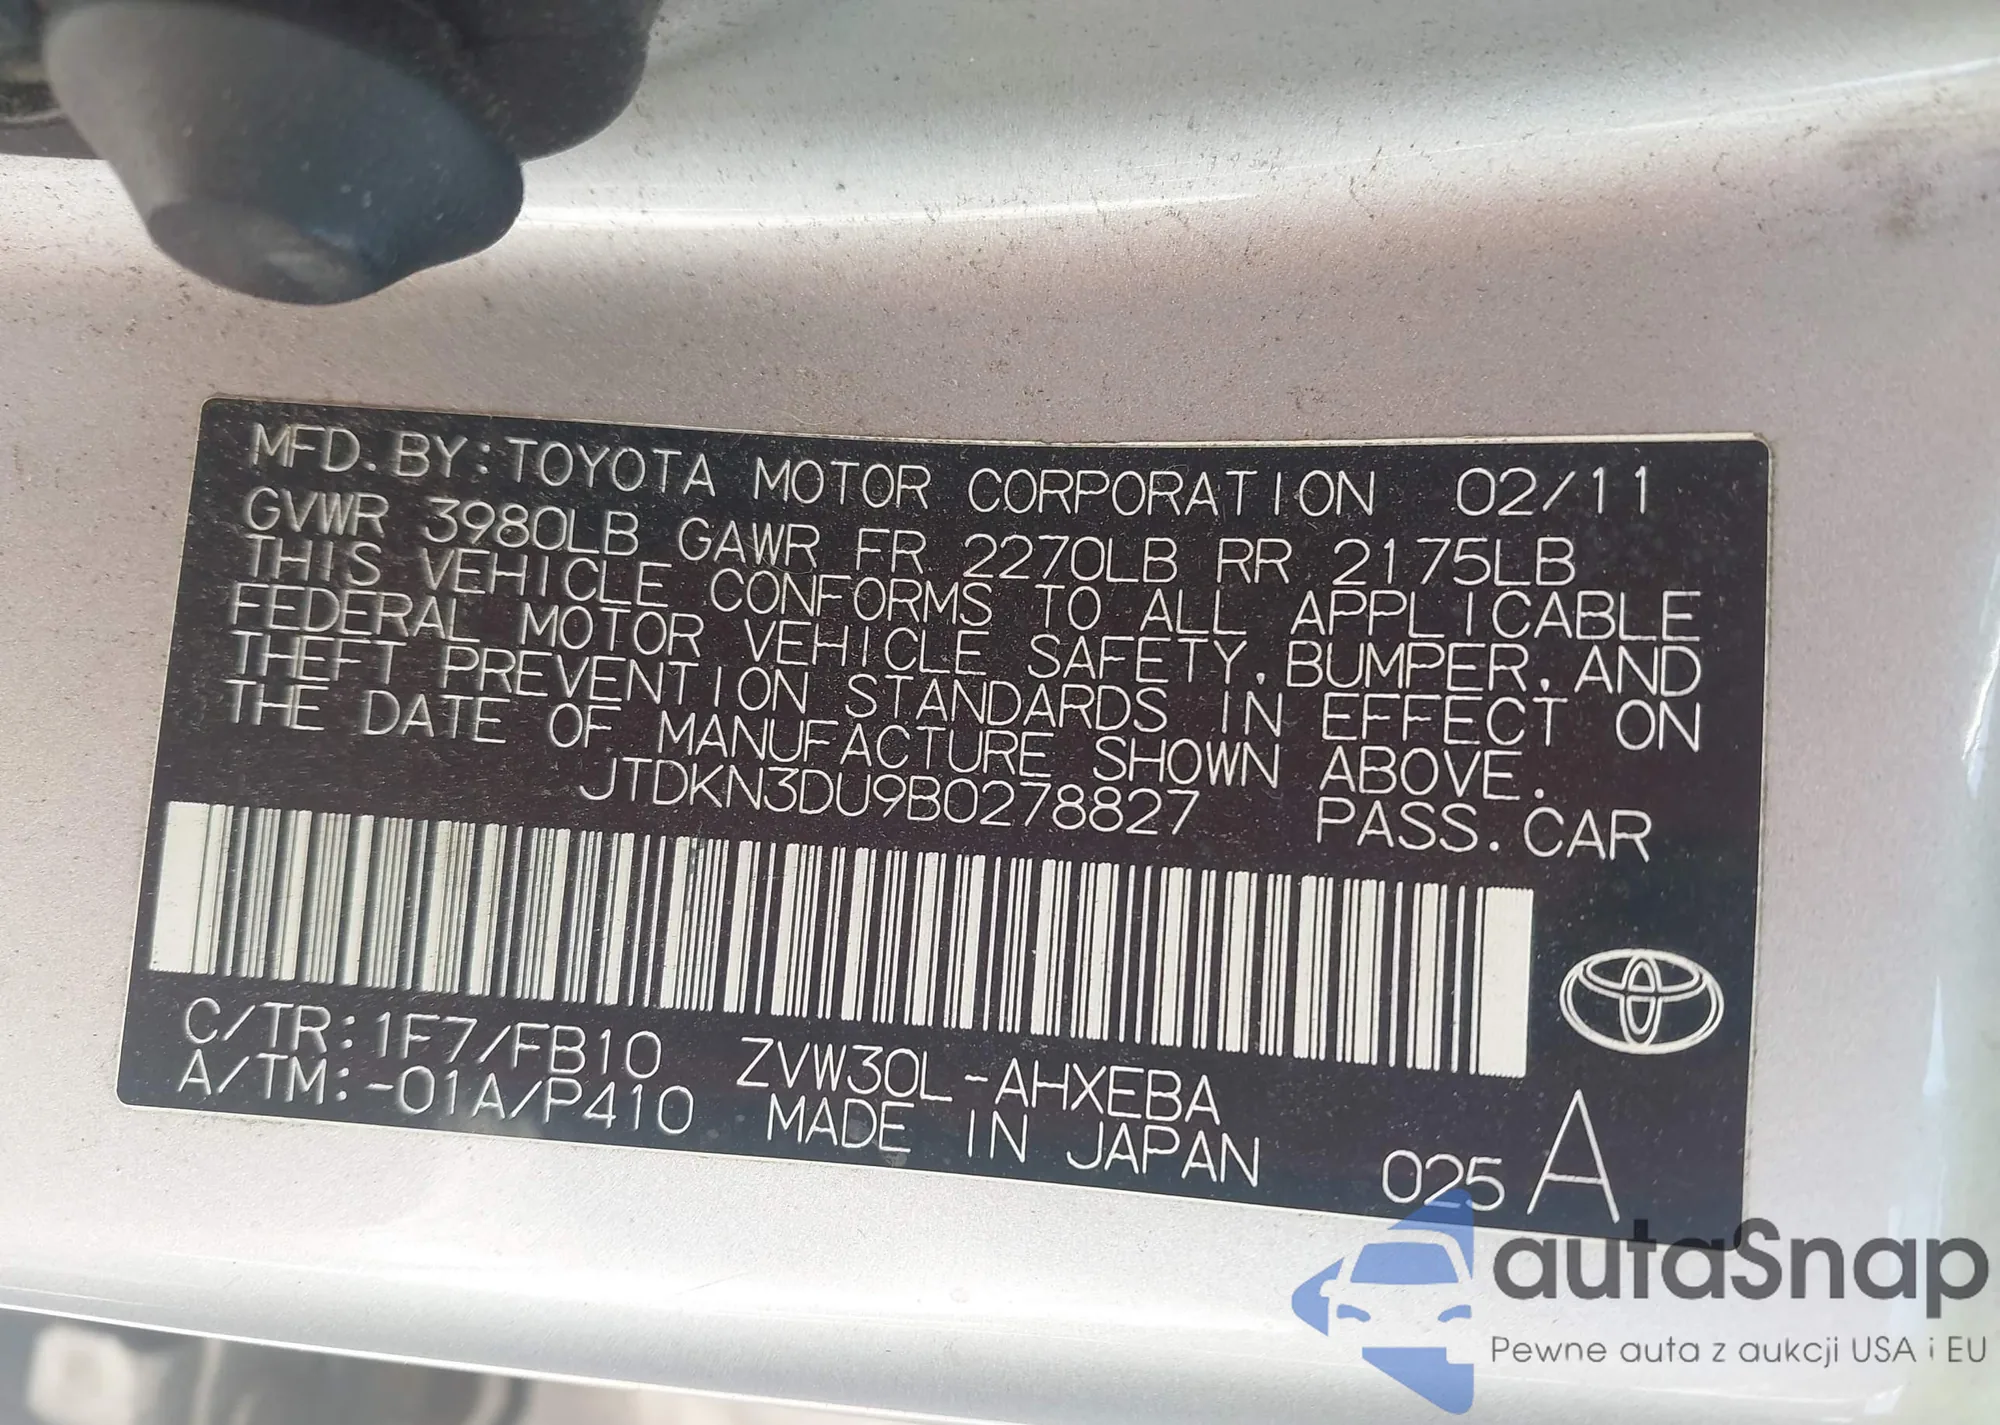 MFD. BY: TOYOTA MOTOR CORPORATION 02/11
GVWR 3980LB GAWR FR 2270LB RR 2175LB
THIS VEHICLE CONFORMS TO ALL APPLICABLE
FEDERAL MOTOR VEHICLE SAFETY, BUMPER, AND
THEFT PREVENTION STANDARDS IN EFFECT ON
THE DATE OF MANUFACTURE SHOWN ABOVE.
JTDKN3DU9B0278827 PASS. CAR
C/TR: 1F7/FB10 ZVW30L-AHXEBA
A/TM: -01A/P410 MADE IN JAPAN 025 A
autaSnap
Pewne auta z aukcji USA i EU